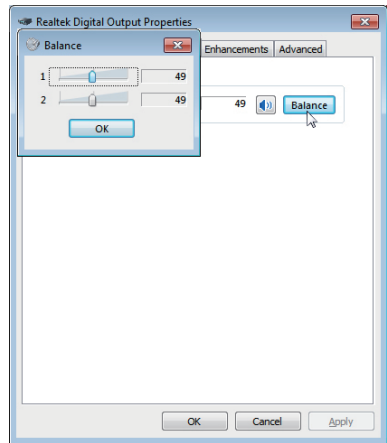 Realtek Digital Output Properties
Balance
Enhancements Advanced
1 49
2 49
OK
49 Balance
OK Cancel Apply